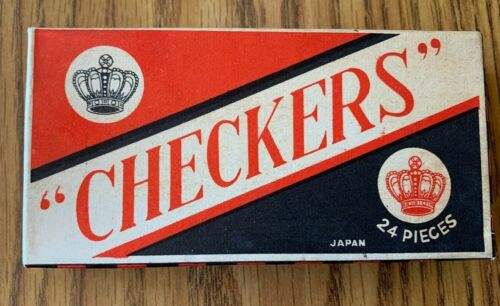 “CHECKERS”
24 PIECES
JAPAN